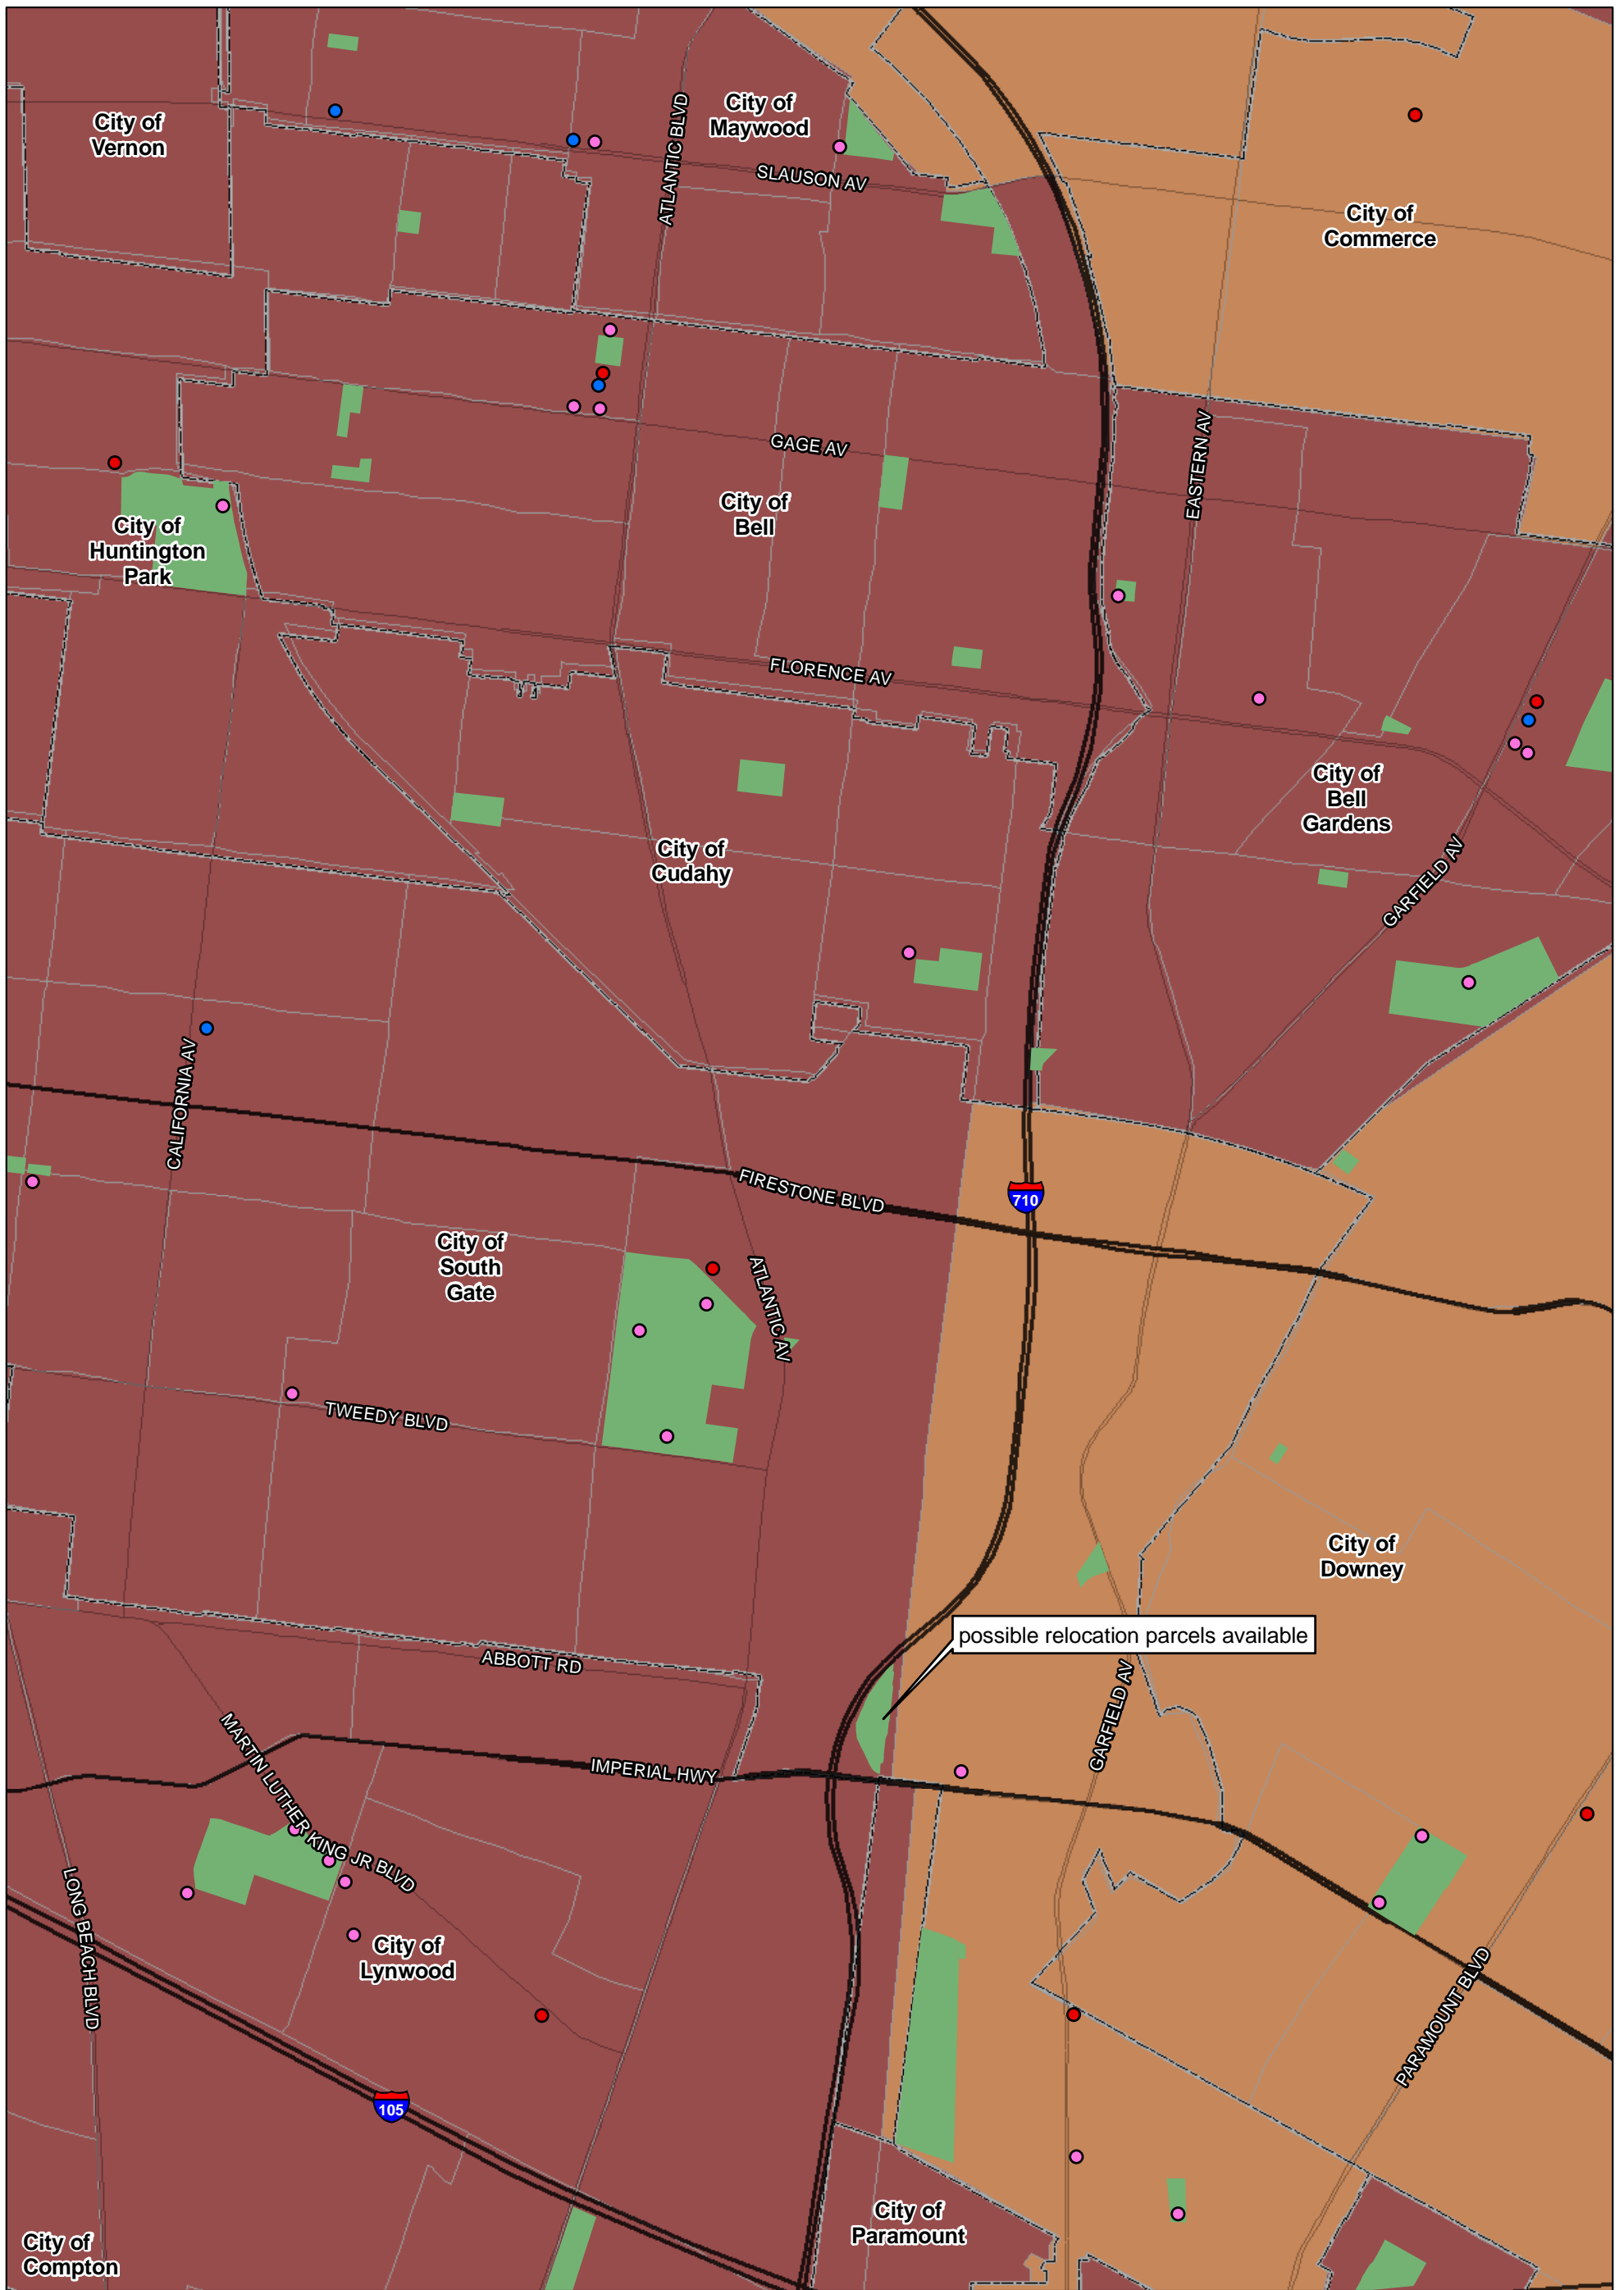 City of
Vernon
City of
Maywood
ATLANTIC BLVD
SLAUSON AV
City of
Commerce
GAGE AV
EASTERN AV
City of
Bell
City of
Huntington
Park
FLORENCE AV
City of
Bell
Gardens
City of
Cudahy
GARFIELD AV
CALIFORNIA AV
FIRESTONE BLVD
710
City of
South
Gate
ATLANTIC AV
TWEEDY BLVD
City of
Downey
possible relocation parcels available
ABBOTT RD
GARFIELD AV
MARTIN LUTHER KING JR BLVD
IMPERIAL HWY
LONG BEACH BLVD
City of
Lynwood
PARAMOUNT BLVD
105
City of
Paramount
City of
Compton